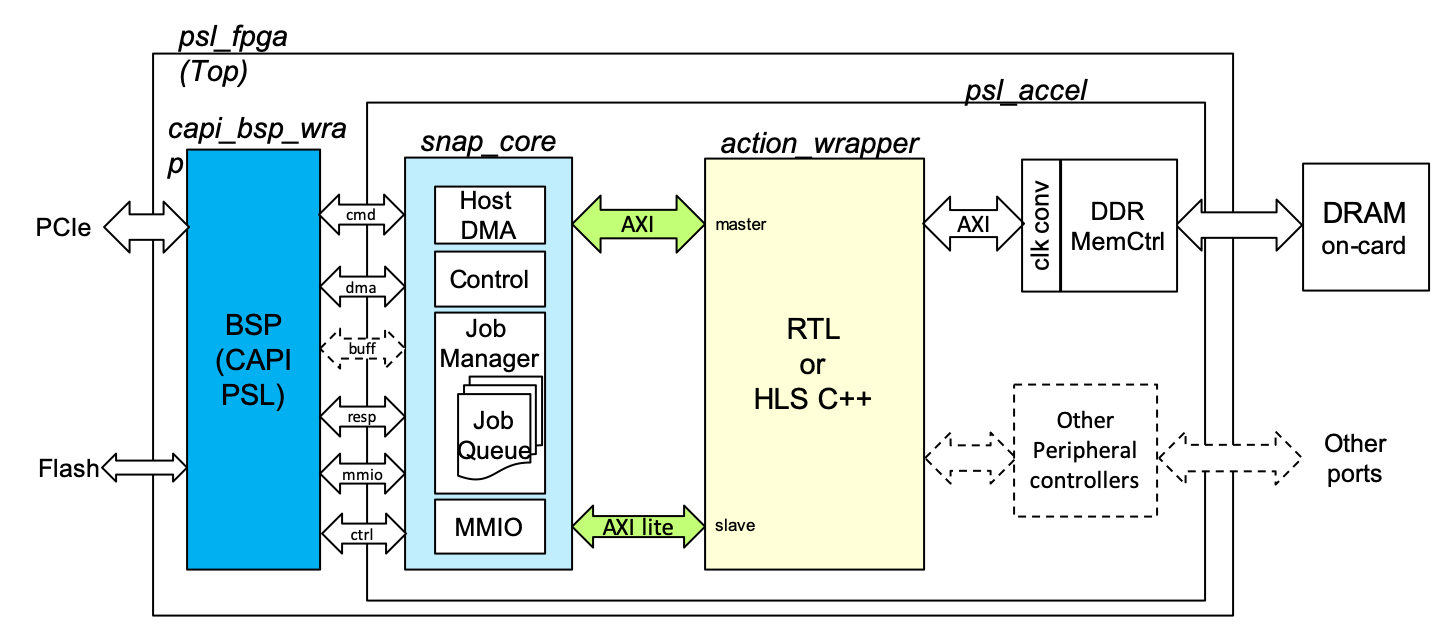 psl_fpga
(Top)
psl_accel
capi_bsp_wra
p
snap_core
action_wrapper
PCIe
Flash
BSP
(CAPI
PSL)
cmd
dma
buff
resp
mmio
ctrl
Host
DMA
Control
Job
Manager
Job
Queue
MMIO
AXI
AXI lite
master
slave
RTL
or
HLS C++
AXI
clk conv
DDR
MemCtrl
DRAM
on-card
Other
Peripheral
controllers
Other
ports